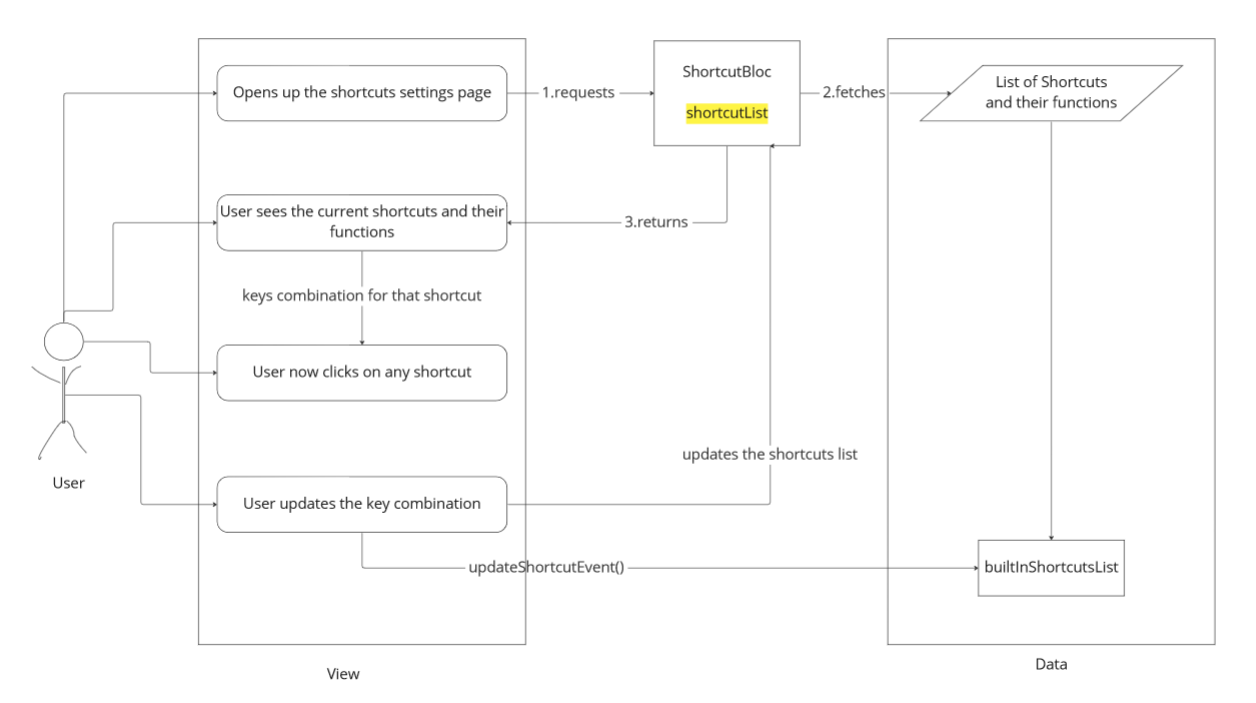 Opens up the shortcuts settings page
1.requests
ShortcutBloc
shortcutList
2.fetches
List of Shortcuts
and their functions
User sees the current shortcuts and their
functions
3.returns
keys combination for that shortcut
User now clicks on any shortcut
updates the shortcuts list
User
User updates the key combination
updateShortcutEvent()
builtInShortcutsList
View
Data